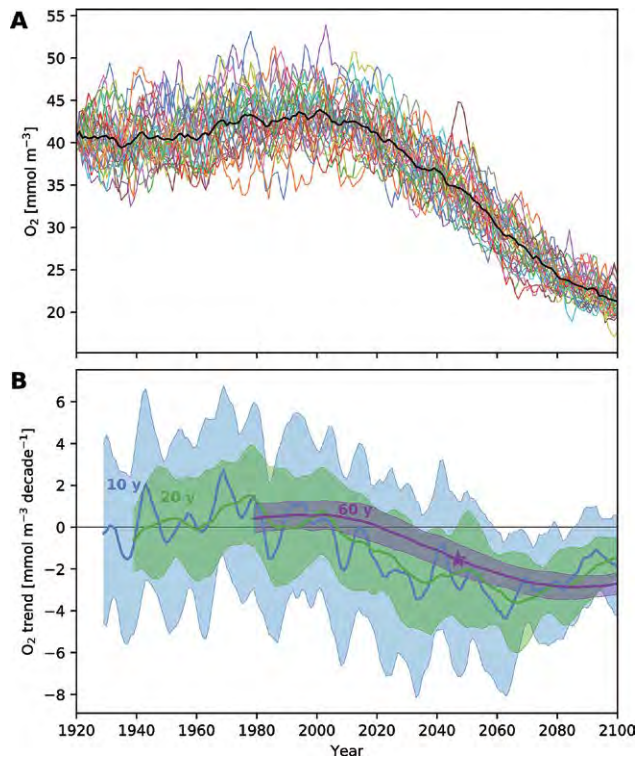 A
55
50
45
40
35
30
25
20
O₂ [mmol m⁻³]
B
6
4
2
0
−2
−4
−6
−8
O₂ trend [mmol m⁻³ decade⁻¹]
10 y
20 y
60 y
1920 1940 1960 1980 2000 2020 2040 2060 2080 2100
Year